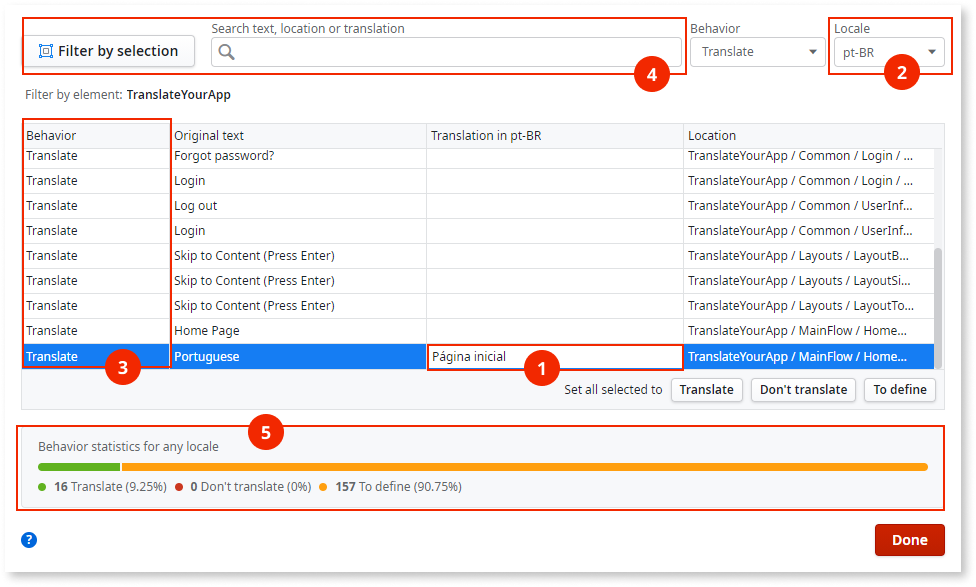 Search text, location or translation
Behavior
Locale
Filter by selection
Translate
pt-BR
4
2
Filter by element: TranslateYourApp
Behavior Original text Translation in pt-BR Location
Translate Forgot password? TranslateYourApp / Common / Login / ...
Translate Login TranslateYourApp / Common / Login / ...
Translate Log out TranslateYourApp / Common / UserInf...
Translate Login TranslateYourApp / Common / UserInf...
Translate Skip to Content (Press Enter) TranslateYourApp / Layouts / LayoutB...
Translate Skip to Content (Press Enter) TranslateYourApp / Layouts / LayoutSi...
Translate Skip to Content (Press Enter) TranslateYourApp / Layouts / LayoutTo...
Translate Home Page TranslateYourApp / MainFlow / Home...
Translate Portuguese Página inicial TranslateYourApp / MainFlow / Home...
3
1
Set all selected to Translate Don't translate To define
5
Behavior statistics for any locale
16 Translate (9.25%) 0 Don't translate (0%) 157 To define (90.75%)
?
Done